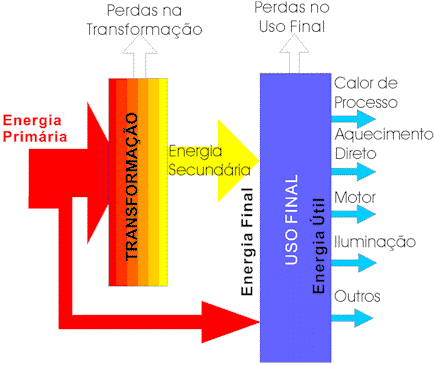 Perdas na
Transformação
Perdas no
Uso Final
Energia
Primária
TRANSFORMAÇÃO
Energia
Secundária
Energia Final
USO FINAL
Energia Útil
Calor de
Processo
Aquecimento
Direto
Motor
Iluminação
Outros